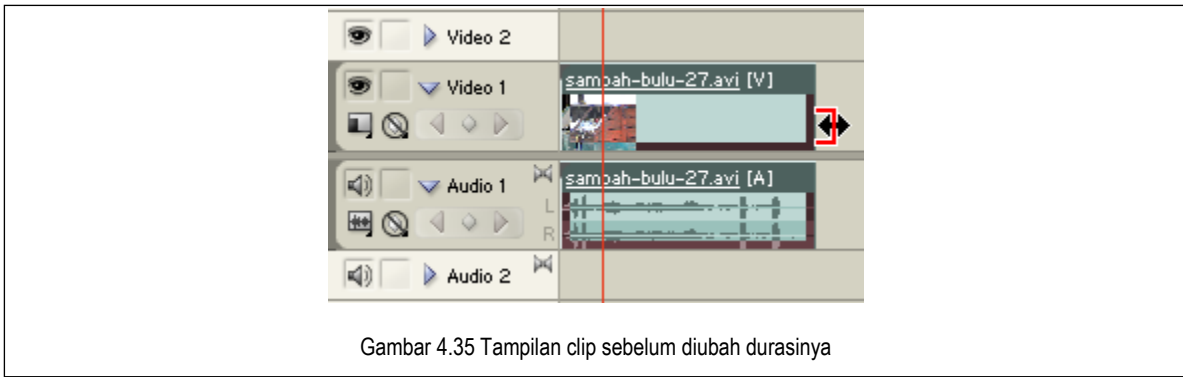 Video 2
sampah-bulu-27.avi [V]
Video 1
sampah-bulu-27.avi [A]
Audio 1
L
R
Audio 2
Gambar 4.35 Tampilan clip sebelum diubah durasinya